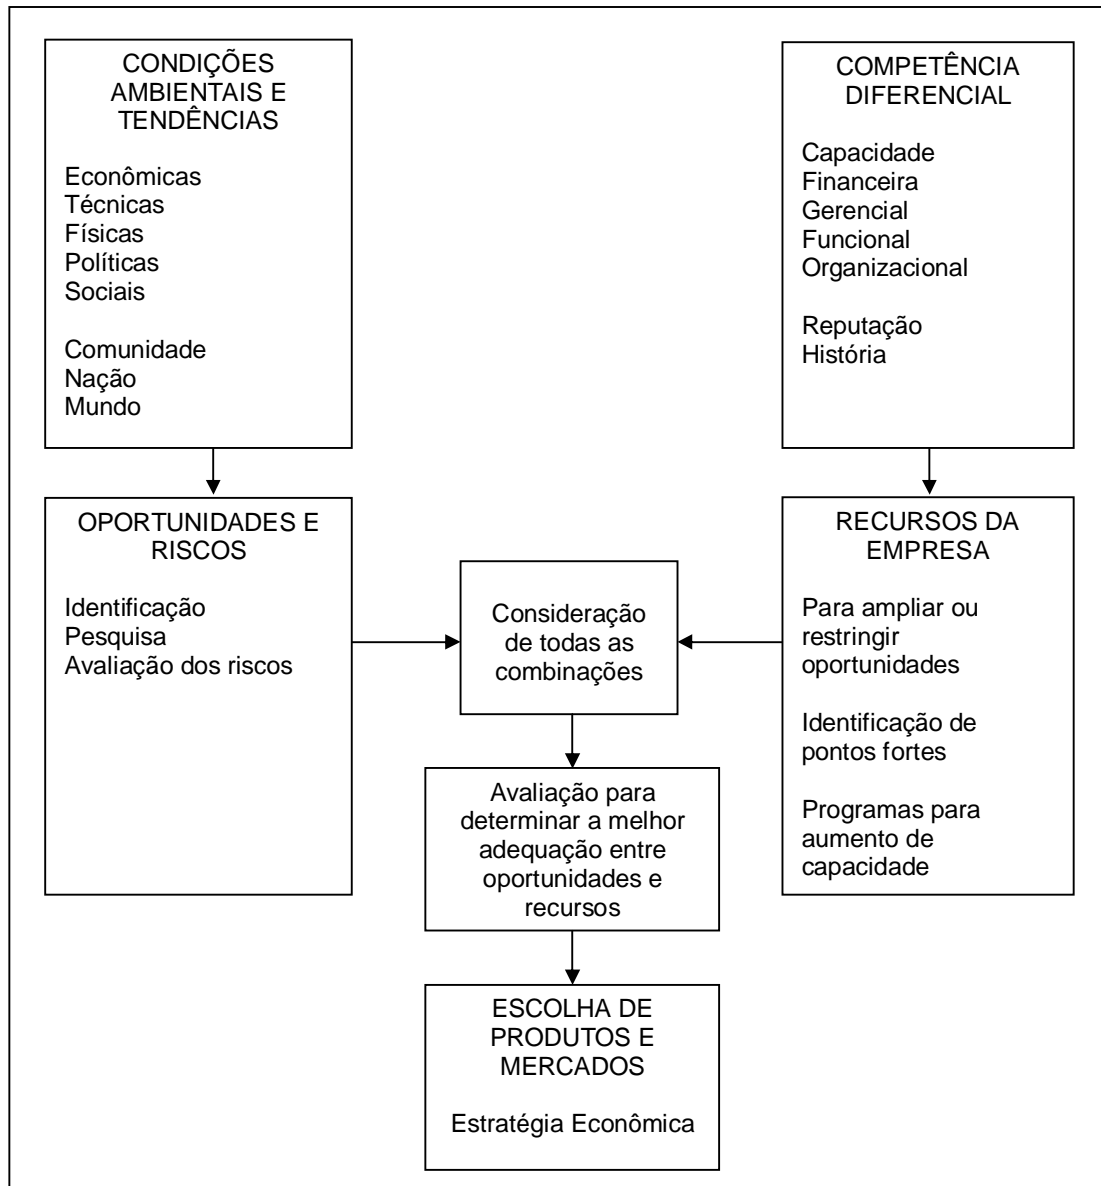 CONDIÇÕES
AMBIENTAIS E
TENDÊNCIAS
Econômicas
Técnicas
Físicas
Políticas
Sociais
Comunidade
Nação
Mundo
COMPETÊNCIA
DIFERENCIAL
Capacidade
Financeira
Gerencial
Funcional
Organizacional
Reputação
História
OPORTUNIDADES E
RISCOS
Identificação
Pesquisa
Avaliação dos riscos
Consideração
de todas as
combinações
RECURSOS DA
EMPRESA
Para ampliar ou
restringir
oportunidades
Identificação de
pontos fortes
Programas para
aumento de
capacidade
Avaliação para
determinar a melhor
adequação entre
oportunidades e
recursos
ESCOLHA DE
PRODUTOS E
MERCADOS
Estratégia Econômica